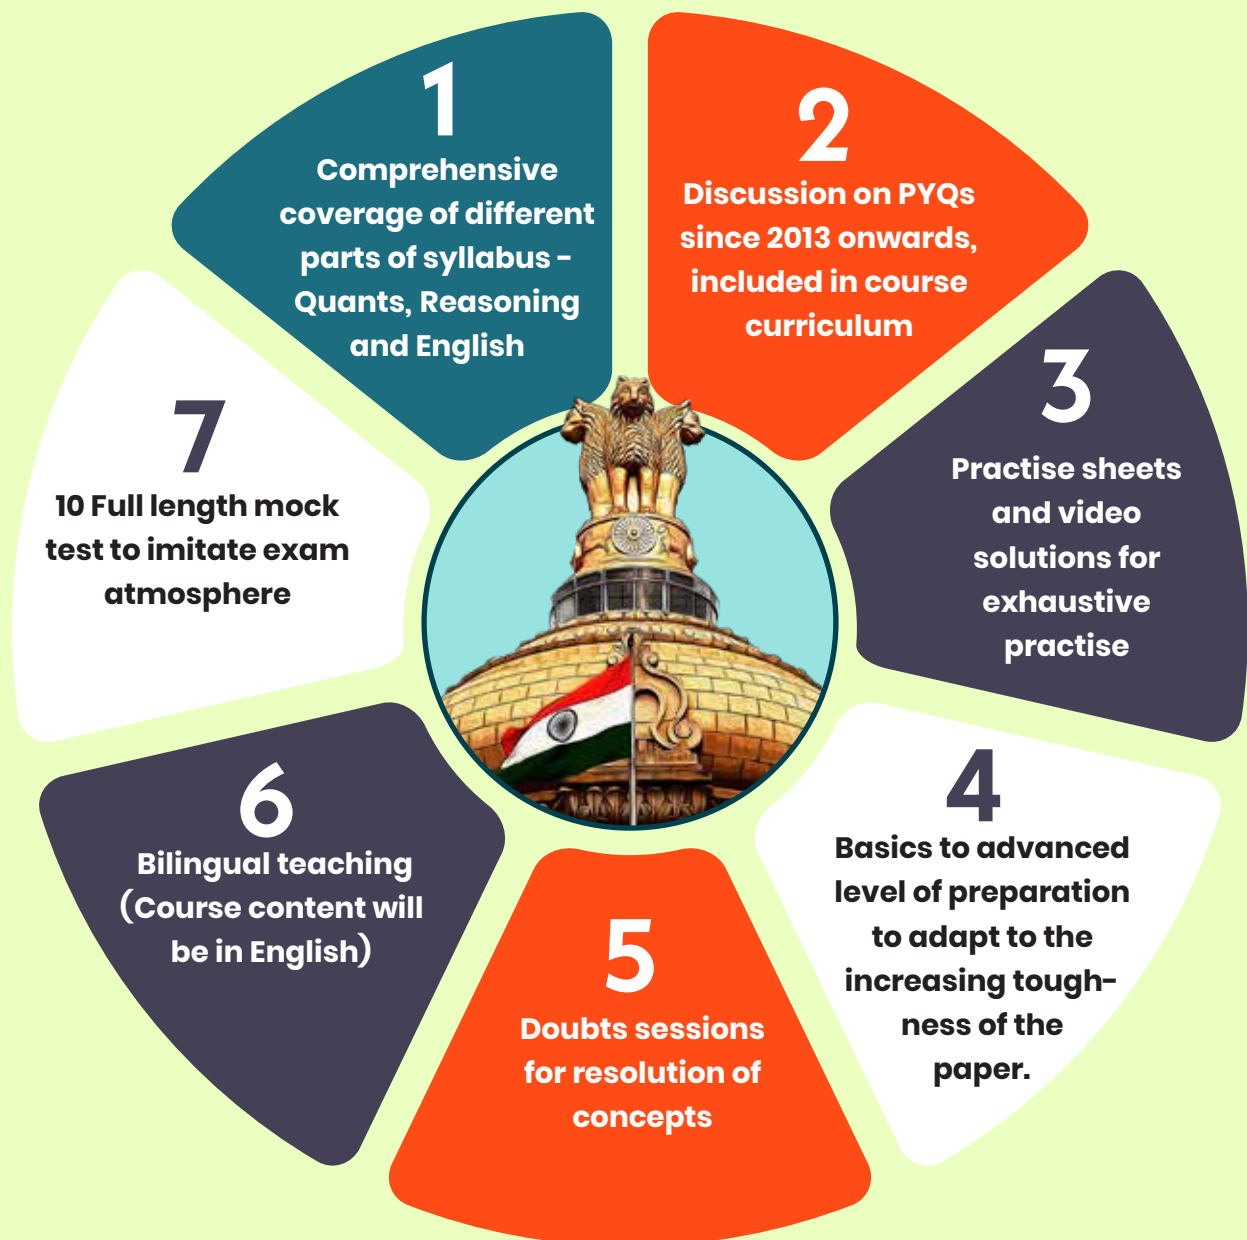 1
Comprehensive
coverage of different
parts of syllabus -
Quants, Reasoning
and English
2
Discussion on PYQs
since 2013 onwards,
included in course
curriculum
3
Practise sheets
and video
solutions for
exhaustive
practise
4
Basics to advanced
level of preparation
to adapt to the
increasing tough-
ness of the
paper.
5
Doubts sessions
for resolution of
concepts
6
Bilingual teaching
(Course content will
be in English)
7
10 Full length mock
test to imitate exam
atmosphere